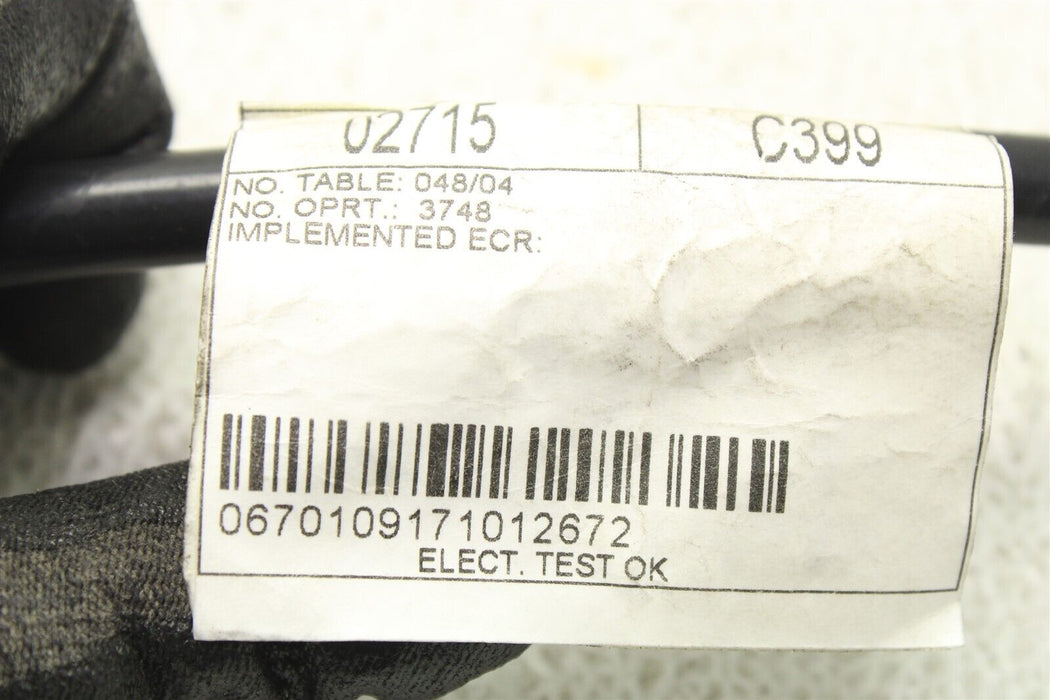 02715 C399
NO. TABLE: 048/04
NO. OPRT.: 3748
IMPLEMENTED ECR:
0670109171012672
ELECT. TEST OK